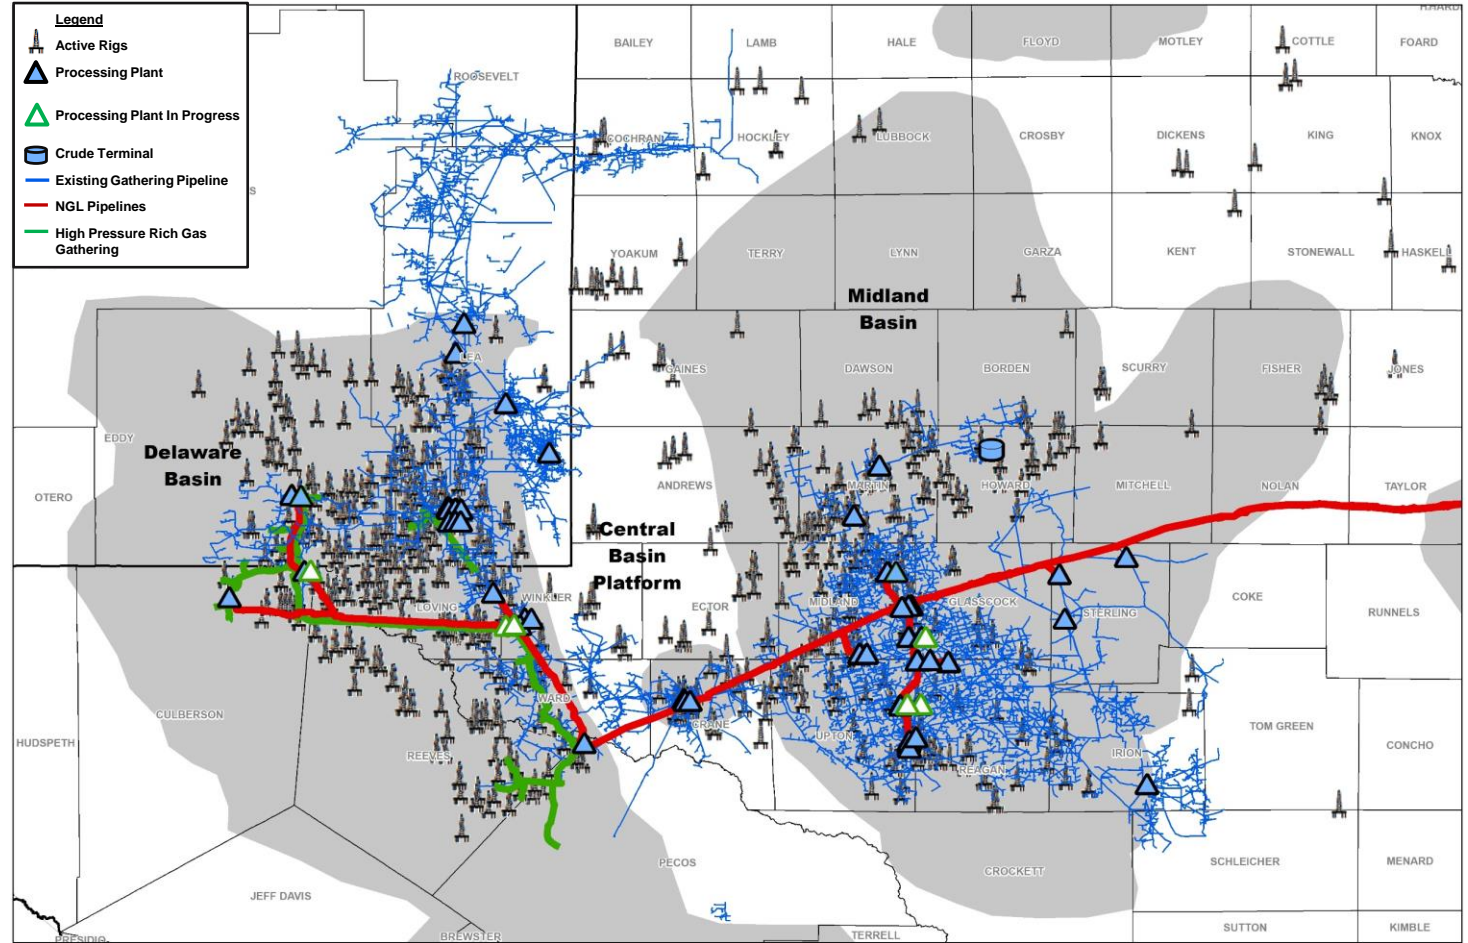 Legend
Active Rigs
Processing Plant
Processing Plant In Progress
Crude Terminal
Existing Gathering Pipeline
NGL Pipelines
High Pressure Rich Gas
Gathering
S
ROOSEVELT
BAILEY
LAMB
HALE
FLOYD
MOTLEY
COTTLE
FOARD
COCHRAN
HOCKLEY
LUBBOCK
CROSBY
DICKENS
KING
KNOX
YOAKUM
TERRY
LYNN
GARZA
KENT
STONEWALL
HASKELL
Midland
Basin
LEA
GAINES
DAWSON
BORDEN
SCURRY
FISHER
JONES
EDDY
Delaware
Basin
OTERO
ANDREWS
MARTIN
HOWARD
MITCHELL
NOLAN
TAYLOR
Central
Basin
Platform
LOVING
WINKLER
ECTOR
MIDLAND
GLASSCOCK
STERLING
COKE
RUNNELS
CULBERSON
WARD
CRANE
UPTON
REAGAN
IRION
TOM GREEN
CONCHO
HUDSPETH
REEVES
PECOS
CROCKETT
SCHLEICHER
MENARD
JEFF DAVIS
PRESIDIO
BREWSTER
TERRELL
SUTTON
KIMBLE